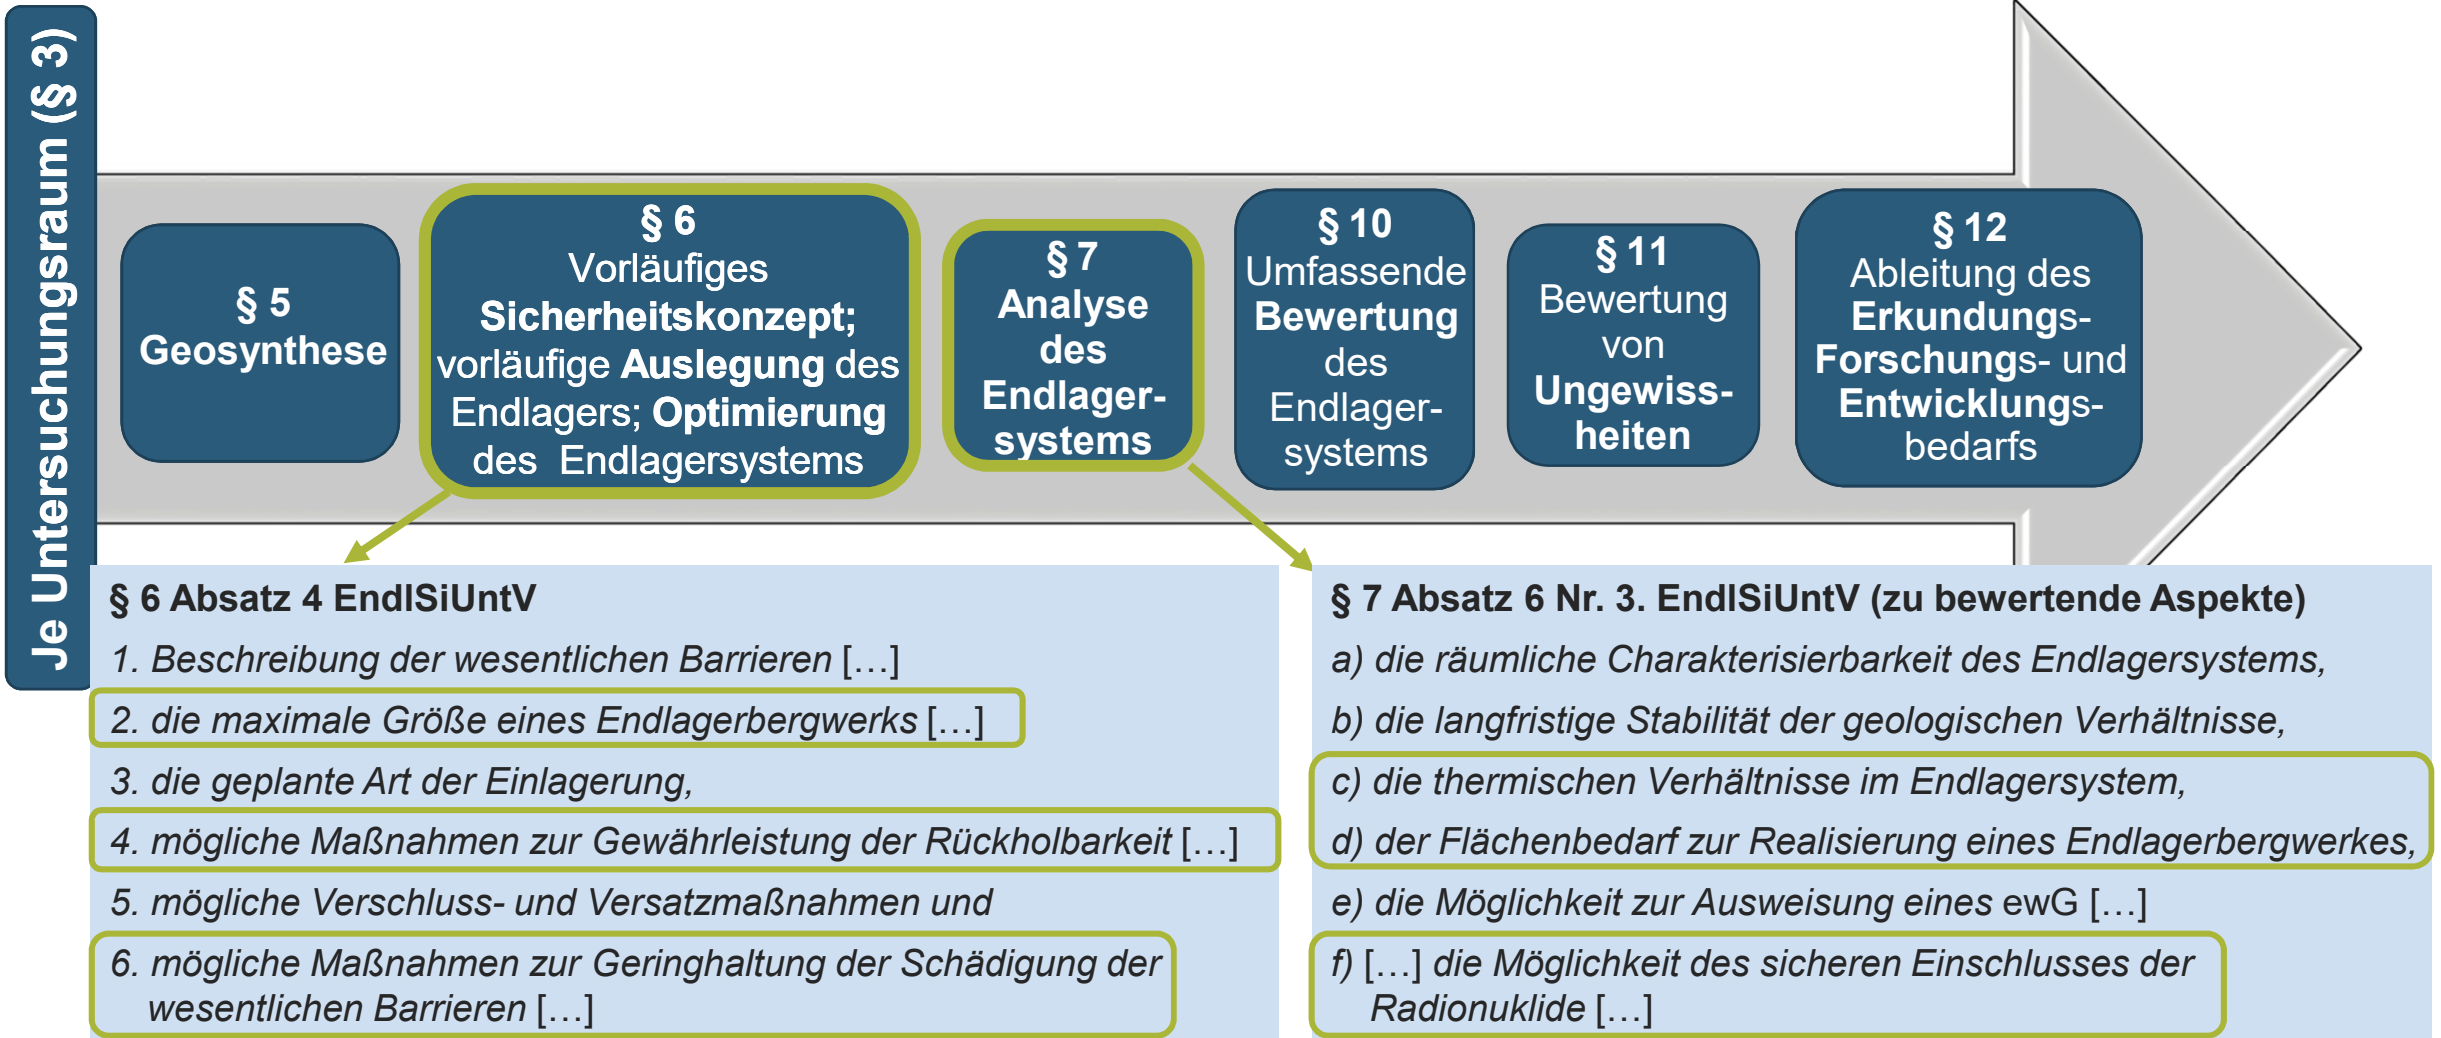 Je Untersuchungsraum (§ 3)
§ 5
Geosynthese
§ 6
Vorläufiges
Sicherheitskonzept;
vorläufige Auslegung des
Endlagers; Optimierung
des Endlagersystems
§ 7
Analyse
des
Endlager-
systems
§ 10
Umfassende
Bewertung
des
Endlager-
systems
§ 11
Bewertung
von
Ungewiss-
heiten
§ 12
Ableitung des
Erkundungs-
Forschungs- und
Entwicklungs-
bedarfs
§ 6 Absatz 4 EndlSiUntV
1. Beschreibung der wesentlichen Barrieren […]
2. die maximale Größe eines Endlagerbergwerks […]
3. die geplante Art der Einlagerung,
4. mögliche Maßnahmen zur Gewährleistung der Rückholbarkeit […]
5. mögliche Verschluss- und Versatzmaßnahmen und
6. mögliche Maßnahmen zur Geringhaltung der Schädigung der
wesentlichen Barrieren […]
§ 7 Absatz 6 Nr. 3. EndlSiUntV (zu bewertende Aspekte)
a) die räumliche Charakterisierbarkeit des Endlagersystems,
b) die langfristige Stabilität der geologischen Verhältnisse,
c) die thermischen Verhältnisse im Endlagersystem,
d) der Flächenbedarf zur Realisierung eines Endlagerbergwerkes,
e) die Möglichkeit zur Ausweisung eines ewG […]
f) […] die Möglichkeit des sicheren Einschlusses der
Radionuklide […]